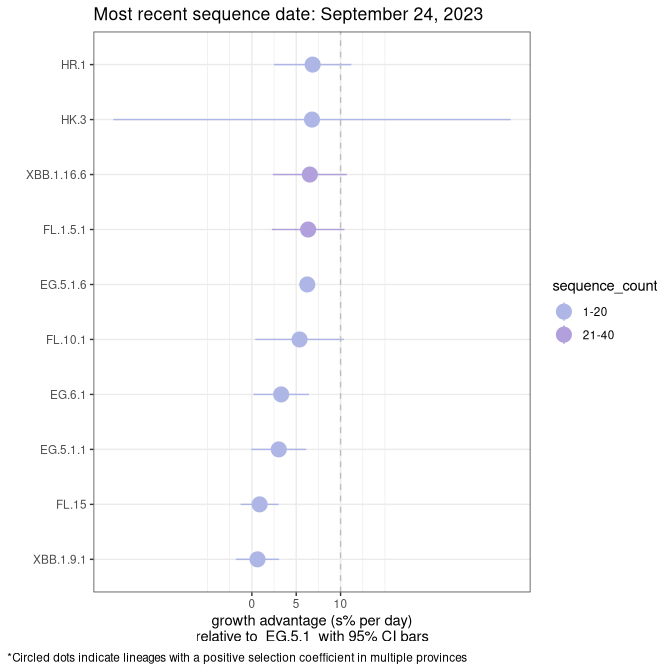 Most recent sequence date: September 24, 2023
HR.1
HK.3
XBB.1.16.6
FL.1.5.1
EG.5.1.6
FL.10.1
EG.6.1
EG.5.1.1
FL.15
XBB.1.9.1
sequence_count
1-20
21-40
0 5 10
growth advantage (s% per day)
relative to EG.5.1 with 95% CI bars
*Circled dots indicate lineages with a positive selection coefficient in multiple provinces